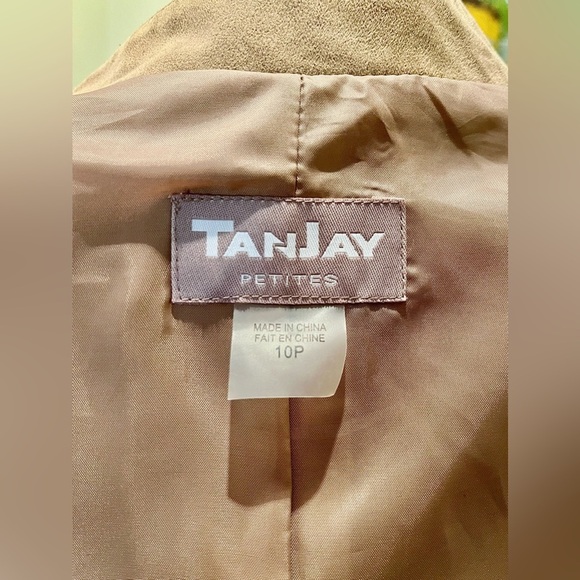 TANJAY
PETITES
MADE IN CHINA
FAIT EN CHINE
10P